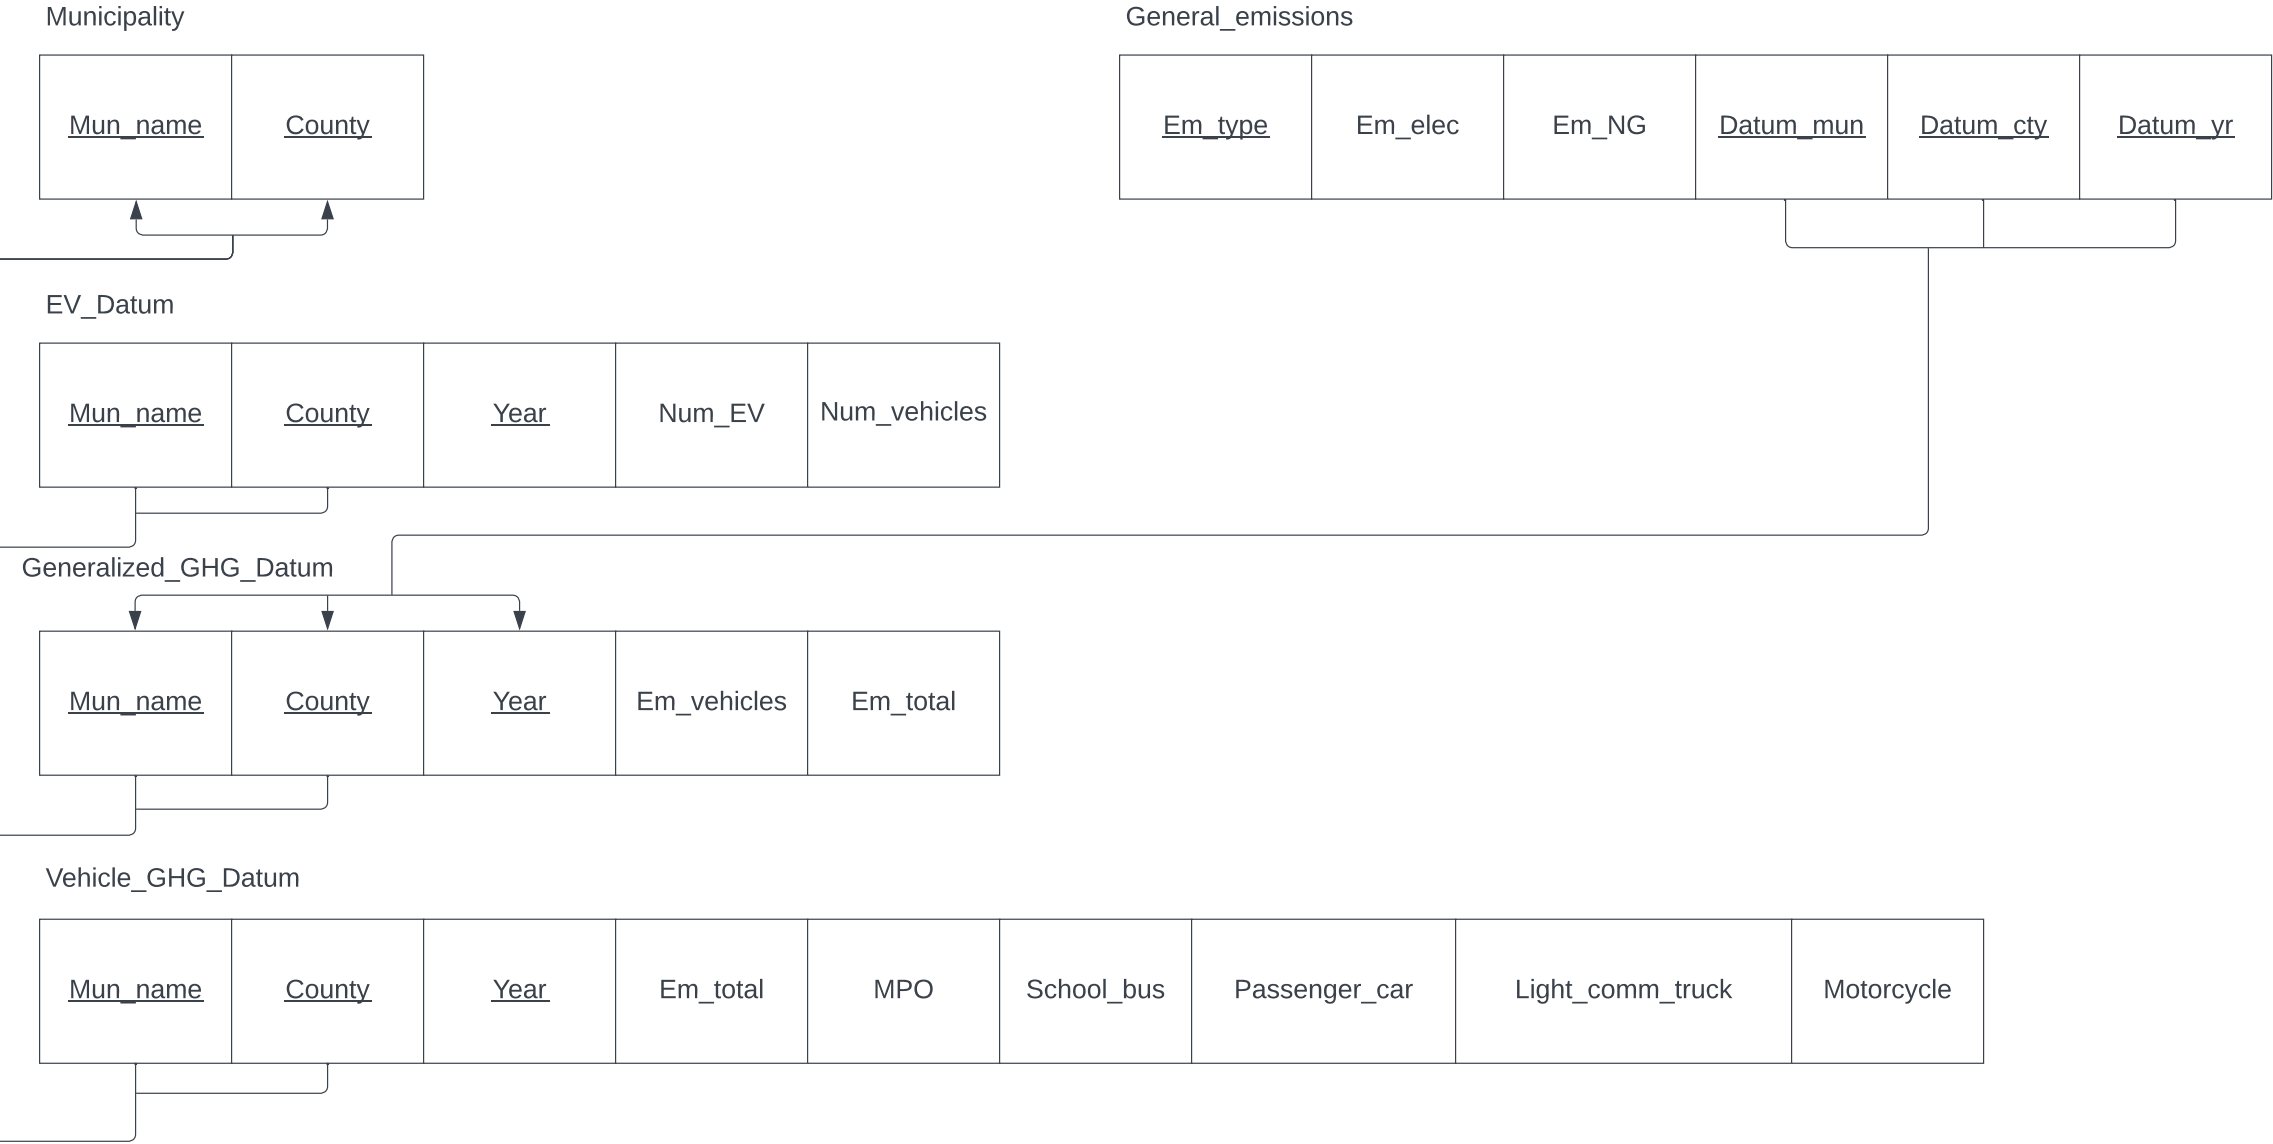 Municipality
Mun_name County
General_emissions
Em_type Em_elec Em_NG Datum_mun Datum_cty Datum_yr
EV_Datum
Mun_name County Year Num_EV Num_vehicles
Generalized_GHG_Datum
Mun_name County Year Em_vehicles Em_total
Vehicle_GHG_Datum
Mun_name County Year Em_total MPO School_bus Passenger_car Light_comm_truck Motorcycle